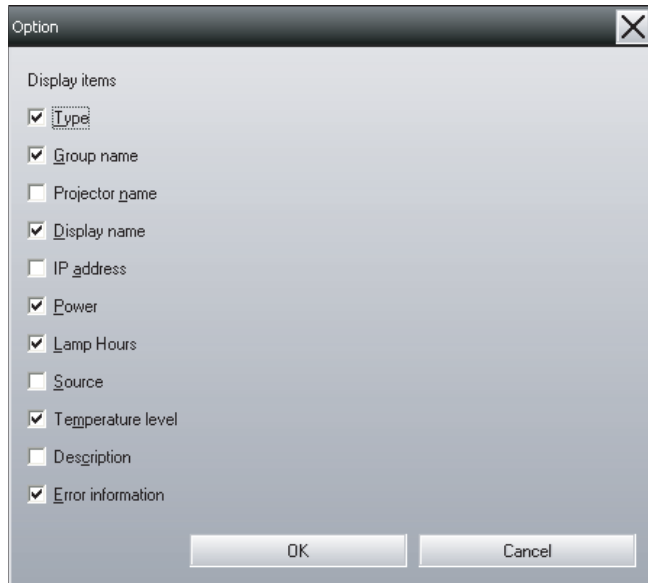 Option
Display items
Type
Group name
Projector name
Display name
IP address
Power
Lamp Hours
Source
Temperature level
Description
Error information
OK Cancel